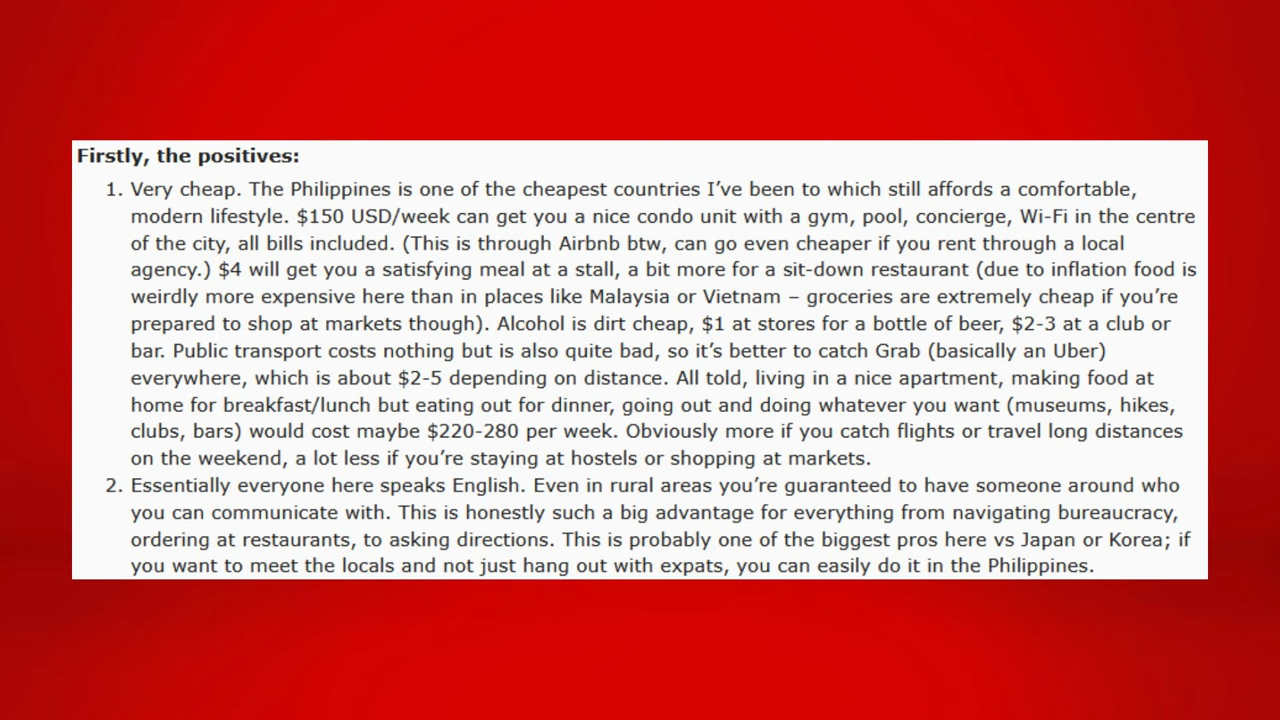 Firstly, the positives:
1. Very cheap. The Philippines is one of the cheapest countries I’ve been to which still affords a comfortable,
modern lifestyle. $150 USD/week can get you a nice condo unit with a gym, pool, concierge, Wi-Fi in the centre
of the city, all bills included. (This is through Airbnb btw, can go even cheaper if you rent through a local
agency.) $4 will get you a satisfying meal at a stall, a bit more for a sit-down restaurant (due to inflation food is
weirdly more expensive here than in places like Malaysia or Vietnam – groceries are extremely cheap if you’re
prepared to shop at markets though). Alcohol is dirt cheap, $1 at stores for a bottle of beer, $2-3 at a club or
bar. Public transport costs nothing but is also quite bad, so it’s better to catch Grab (basically an Uber)
everywhere, which is about $2-5 depending on distance. All told, living in a nice apartment, making food at
home for breakfast/lunch but eating out for dinner, going out and doing whatever you want (museums, hikes,
clubs, bars) would cost maybe $220-280 per week. Obviously more if you catch flights or travel long distances
on the weekend, a lot less if you’re staying at hostels or shopping at markets.
2. Essentially everyone here speaks English. Even in rural areas you’re guaranteed to have someone around who
you can communicate with. This is honestly such a big advantage for everything from navigating bureaucracy,
ordering at restaurants, to asking directions. This is probably one of the biggest pros here vs Japan or Korea; if
you want to meet the locals and not just hang out with expats, you can easily do it in the Philippines.